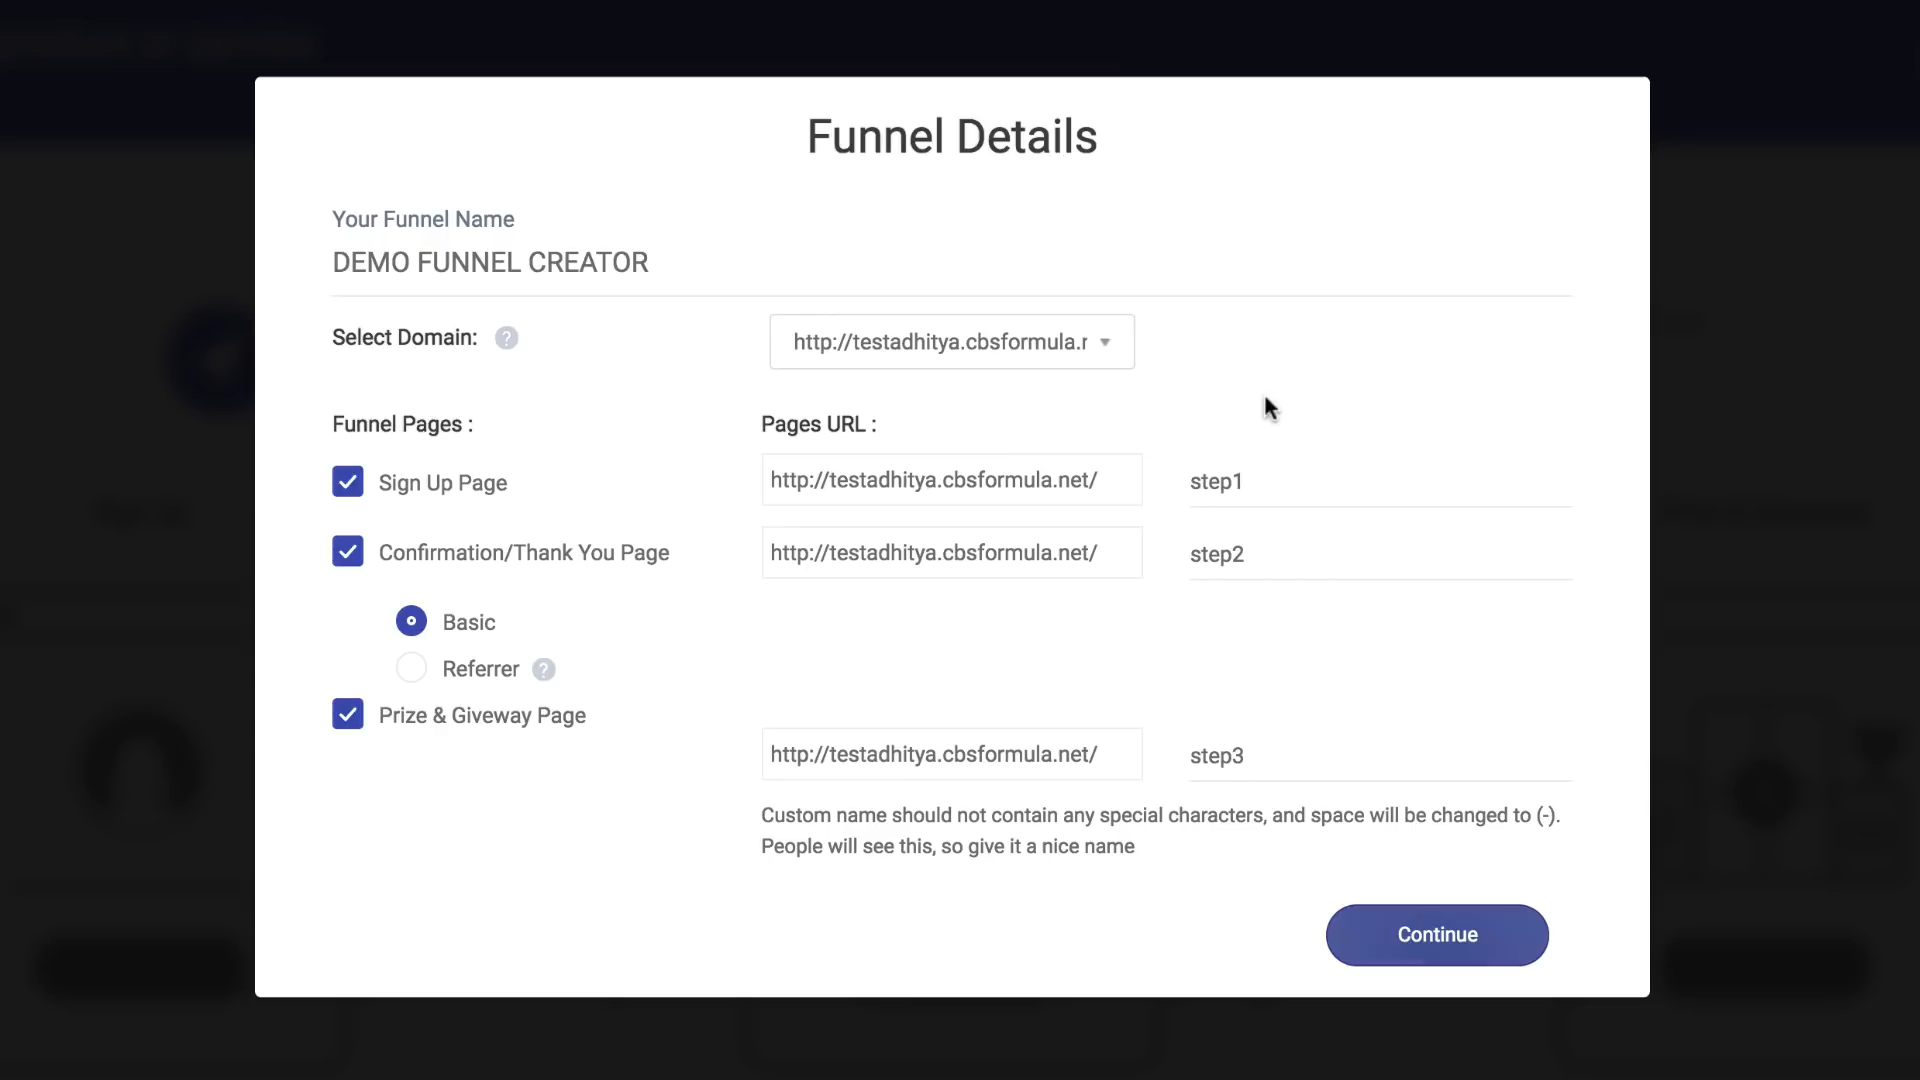 Funnel Details
Your Funnel Name
DEMO FUNNEL CREATOR
Select Domain: ?
http://testadhitya.cbsformula.r
Funnel Pages :
Pages URL :
Sign Up Page
http://testadhitya.cbsformula.net/
step1
Confirmation/Thank You Page
http://testadhitya.cbsformula.net/
step2
Basic
Referrer ?
Prize & Giveway Page
http://testadhitya.cbsformula.net/
step3
Custom name should not contain any special characters, and space will be changed to (-).
People will see this, so give it a nice name
Continue